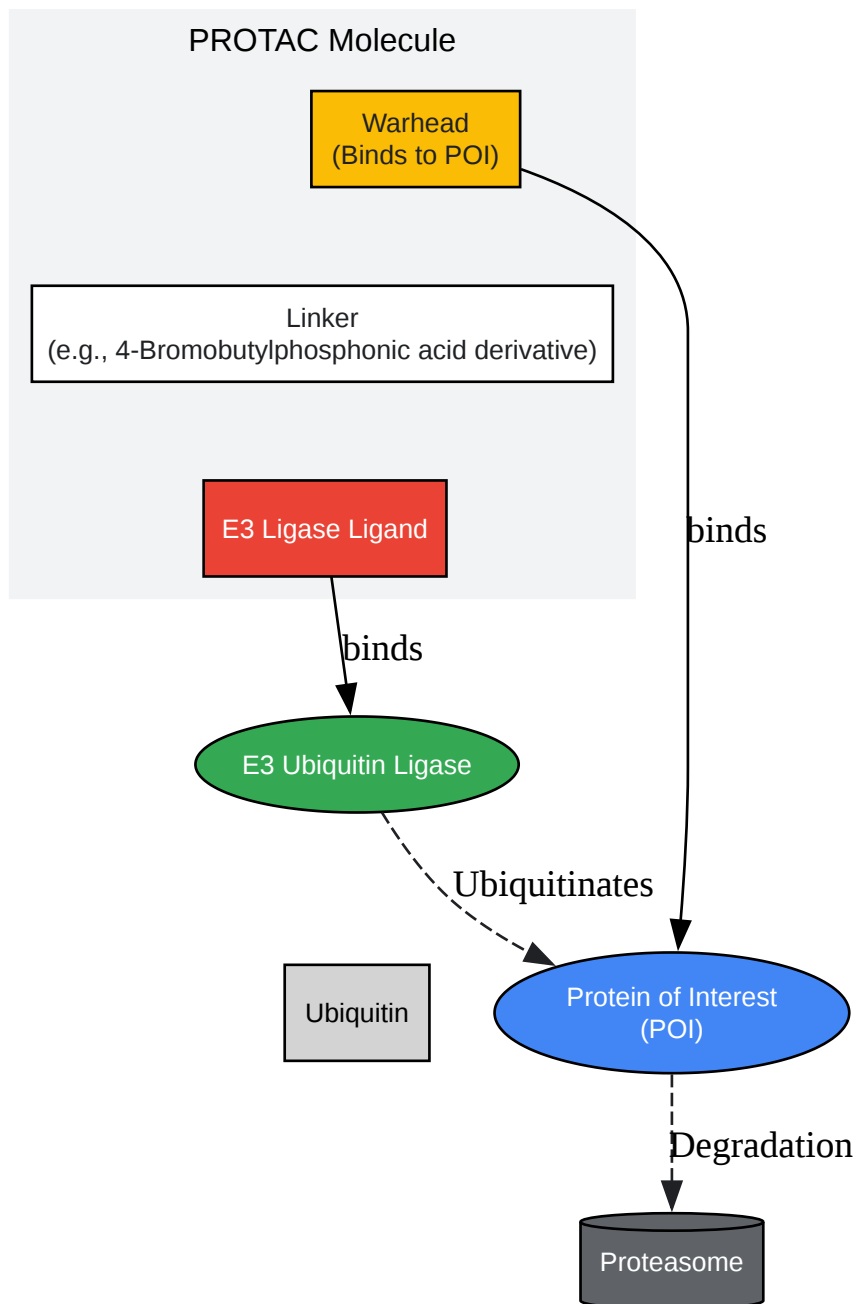 PROTAC Molecule
Warhead
(Binds to POI)
Linker
(e.g., 4-Bromobutylphosphonic acid derivative)
E3 Ligase Ligand
binds
binds
E3 Ubiquitin Ligase
Ubiquitinates
Ubiquitin
Protein of Interest
(POI)
Degradation
Proteasome